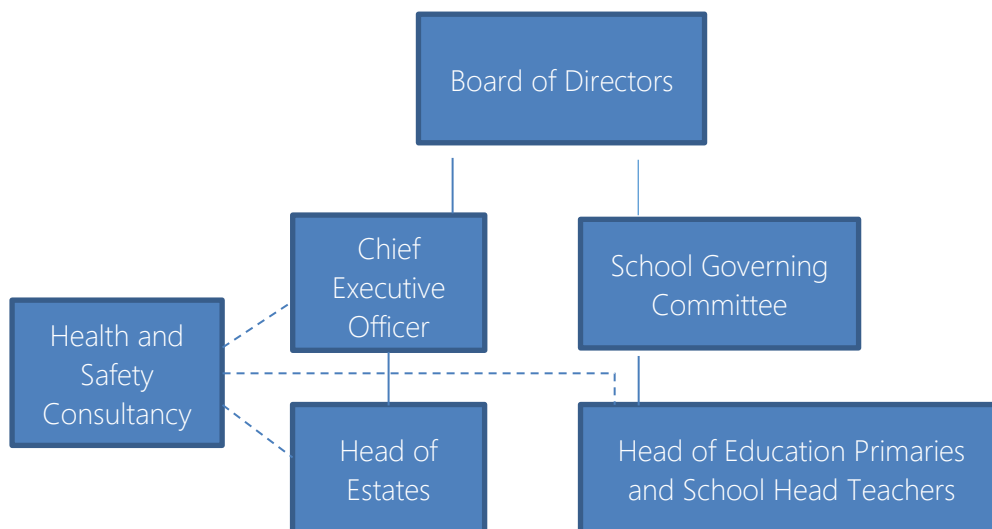 Board of Directors
Chief
Executive
Officer
School Governing
Committee
Health and
Safety
Consultancy
Head of
Estates
Head of Education Primaries
and School Head Teachers